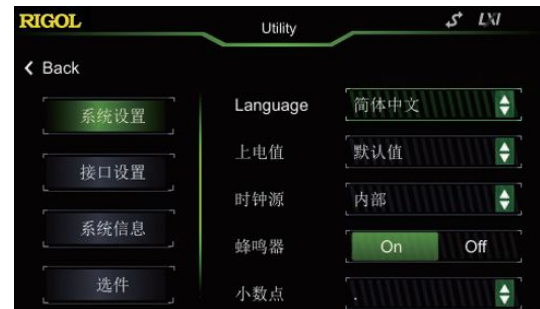 RIGOL
Utility
LXI
Back
系统设置
接口设置
系统信息
选件
Language 简体中文
上电值 默认值
时钟源 内部
蜂鸣器 On Off
小数点 .